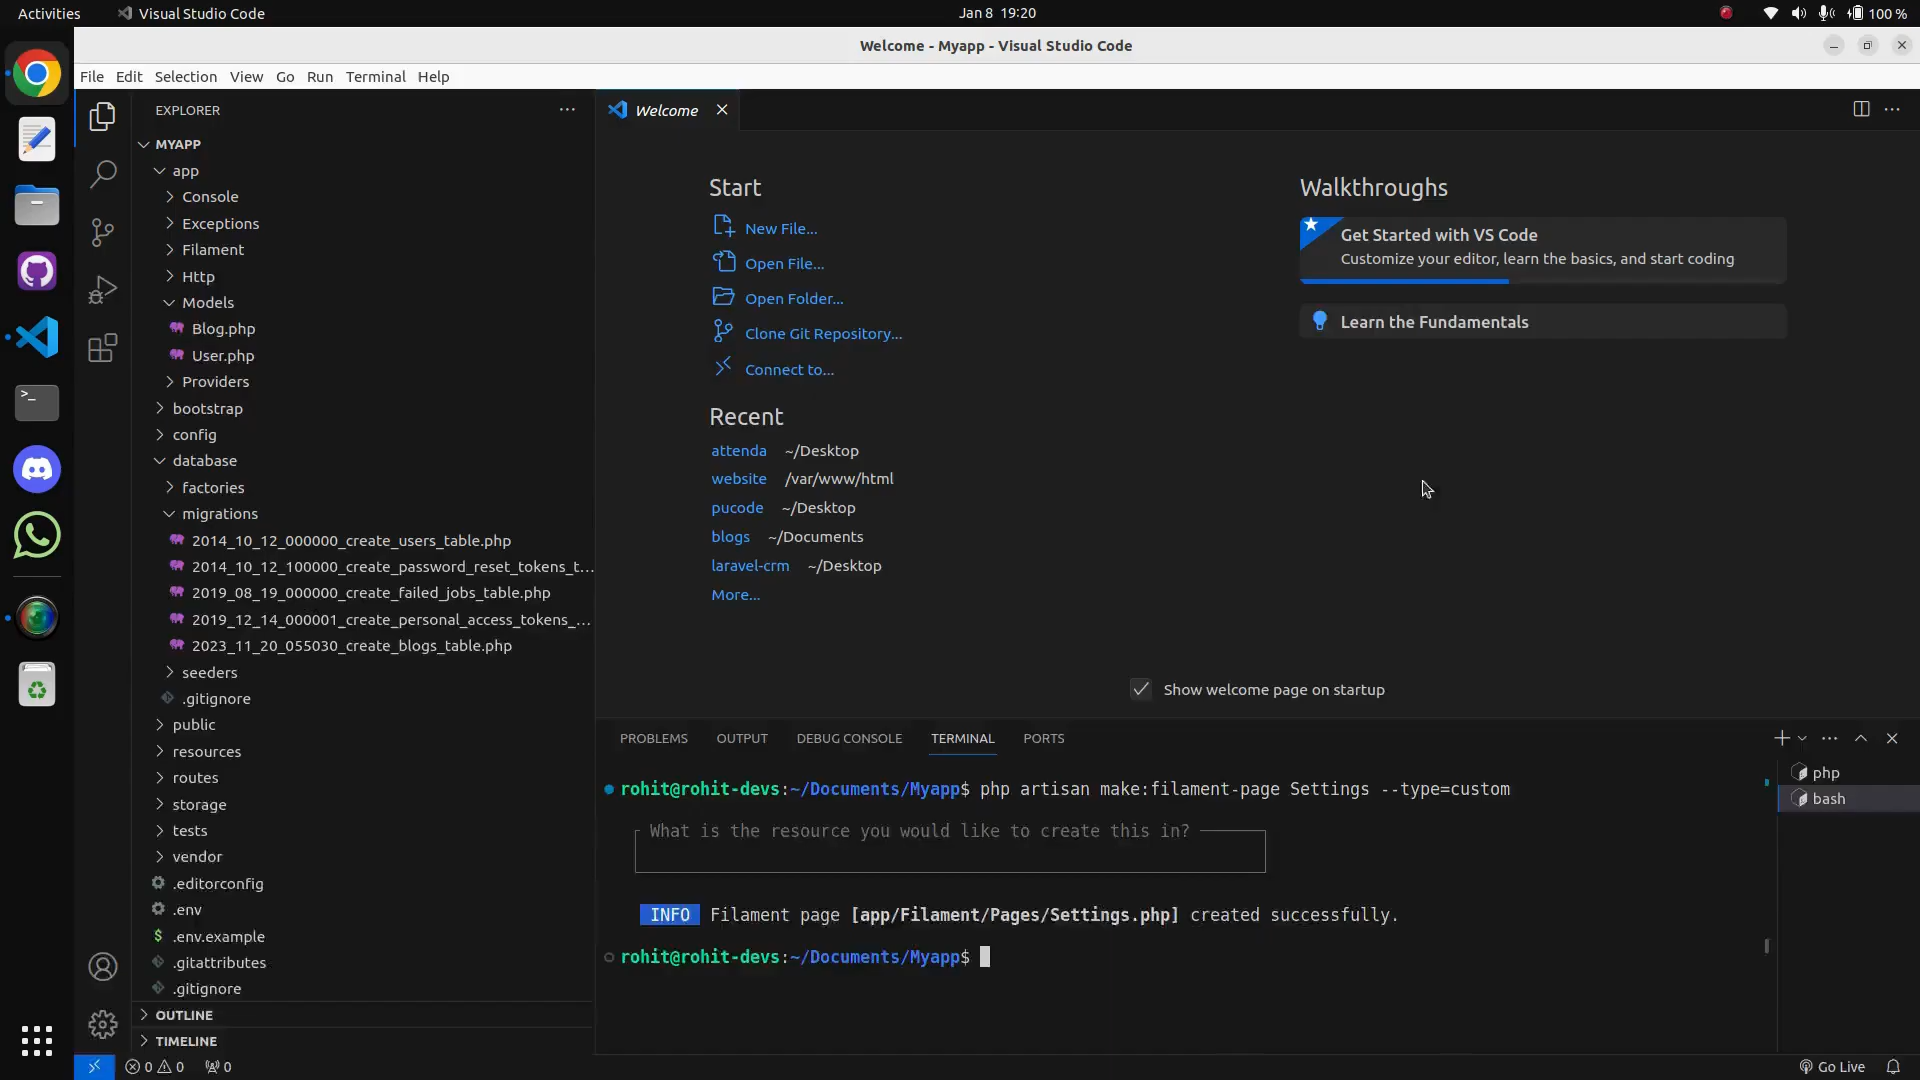 Activities
Visual Studio Code
Jan 8 19:20
100 %
Welcome - Myapp - Visual Studio Code
File Edit Selection View Go Run Terminal Help
EXPLORER
MYAPP
app
Console
Exceptions
Filament
Http
Models
Blog.php
User.php
Providers
bootstrap
config
database
factories
migrations
2014_10_12_000000_create_users_table.php
2014_10_12_100000_create_password_reset_tokens_t...
2019_08_19_000000_create_failed_jobs_table.php
2019_12_14_000001_create_personal_access_tokens_...
2023_11_20_055030_create_blogs_table.php
seeders
.gitignore
public
resources
routes
storage
tests
vendor
.editorconfig
.env
.env.example
.gitattributes
.gitignore
OUTLINE
TIMELINE
Welcome
Start
New File...
Open File...
Open Folder...
Clone Git Repository...
Connect to...
Recent
attenda ~/Desktop
website /var/www/html
pucode ~/Desktop
blogs ~/Documents
laravel-crm ~/Desktop
More...
Walkthroughs
Get Started with VS Code
Customize your editor, learn the basics, and start coding
Learn the Fundamentals
Show welcome page on startup
PROBLEMS OUTPUT DEBUG CONSOLE TERMINAL PORTS
rohit@rohit-devs:~/Documents/Myapp$ php artisan make:filament-page Settings --type=custom
What is the resource you would like to create this in?
INFO Filament page [app/Filament/Pages/Settings.php] created successfully.
rohit@rohit-devs:~/Documents/Myapp$
php
bash
0 0 0
Go Live